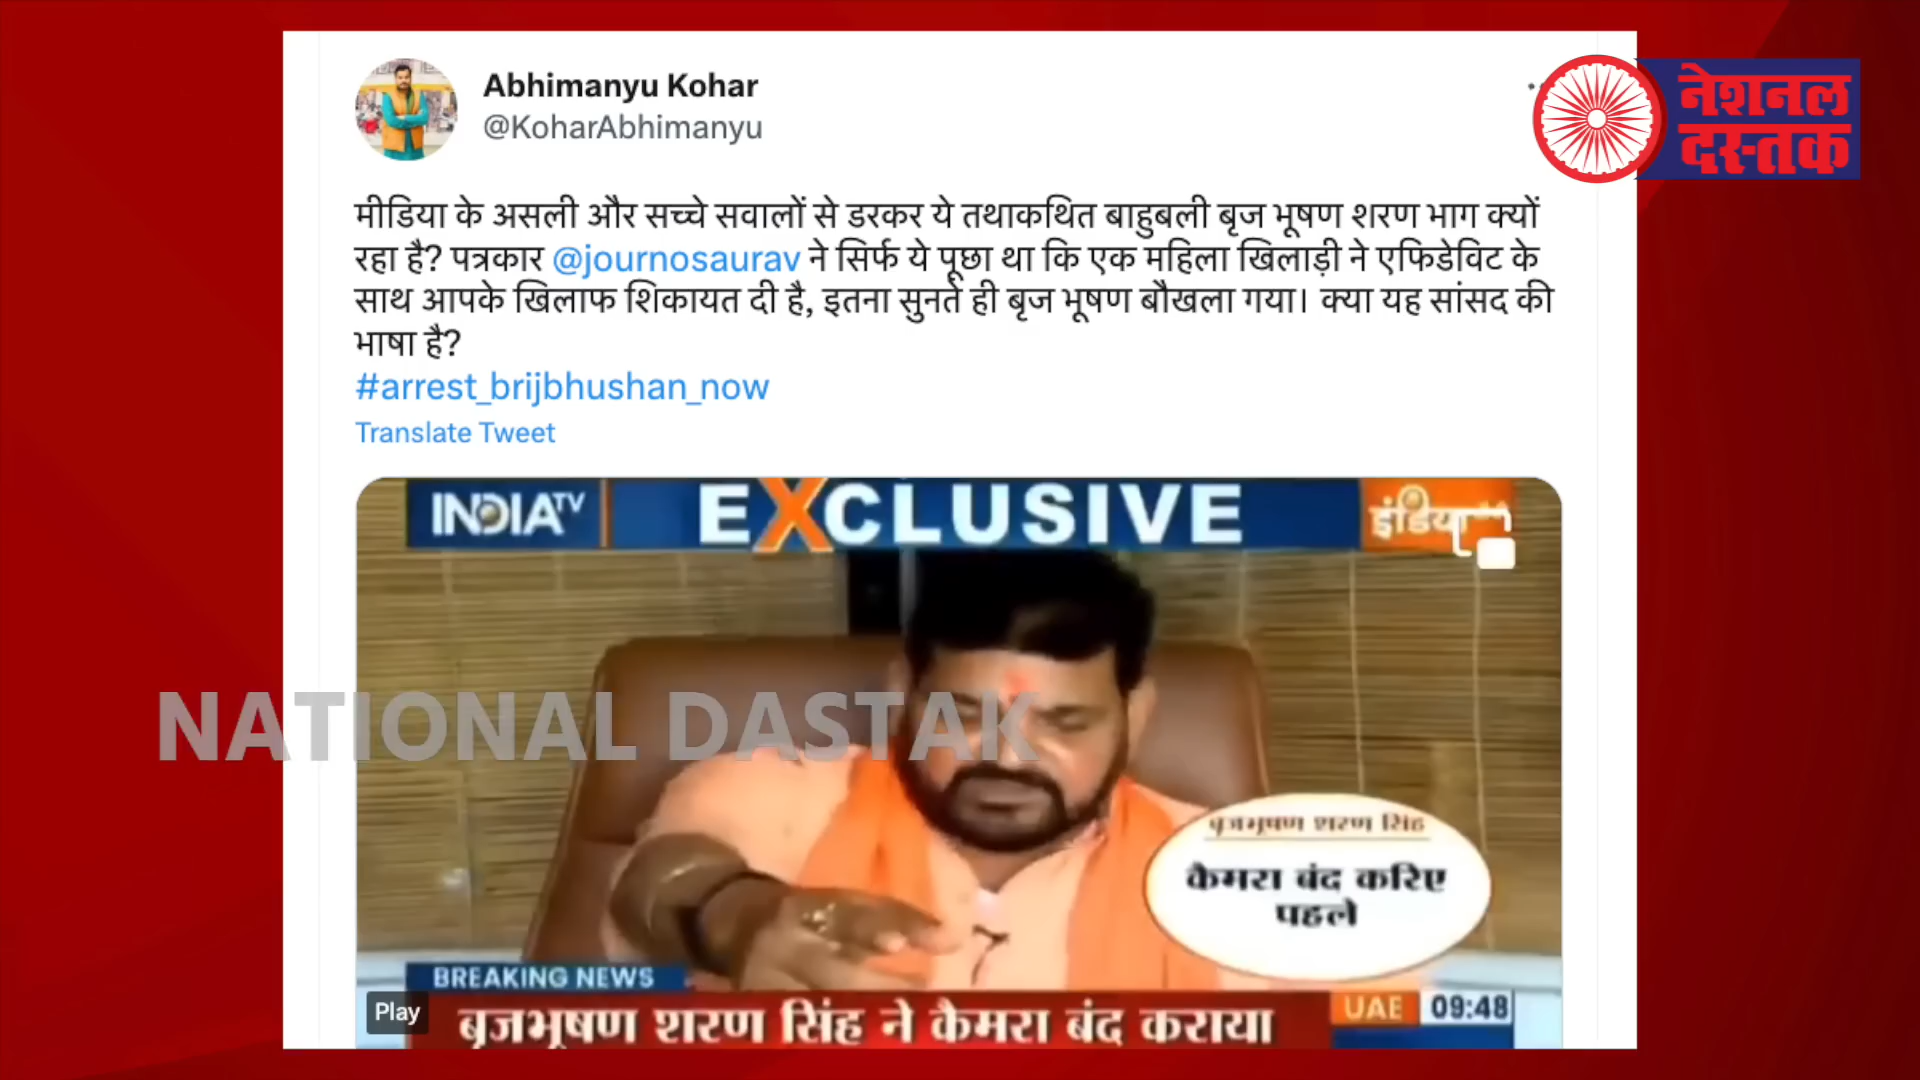 Abhimanyu Kohar
@KoharAbhimanyu
नेशनल
दस्तक
मीडिया के असली और सच्चे सवालों से डरकर ये तथाकथित बाहुबली बृज भूषण शरण भाग क्यों
रहा है? पत्रकार @journosaurav ने सिर्फ ये पूछा था कि एक महिला खिलाड़ी ने एफिडेविट के
साथ आपके खिलाफ शिकायत दी है, इतना सुनते ही बृज भूषण बौखला गया। क्या यह सांसद की
भाषा है?
#arrest_brijbhushan_now
Translate Tweet
INDIA TV
EXCLUSIVE
इंडिया
NATIONAL DASTAK
बृजभूषण शरण सिंह
कैमरा बंद करिए
पहले
BREAKING NEWS
Play
बृजभूषण शरण सिंह ने कैमरा बंद कराया
UAE 09:48